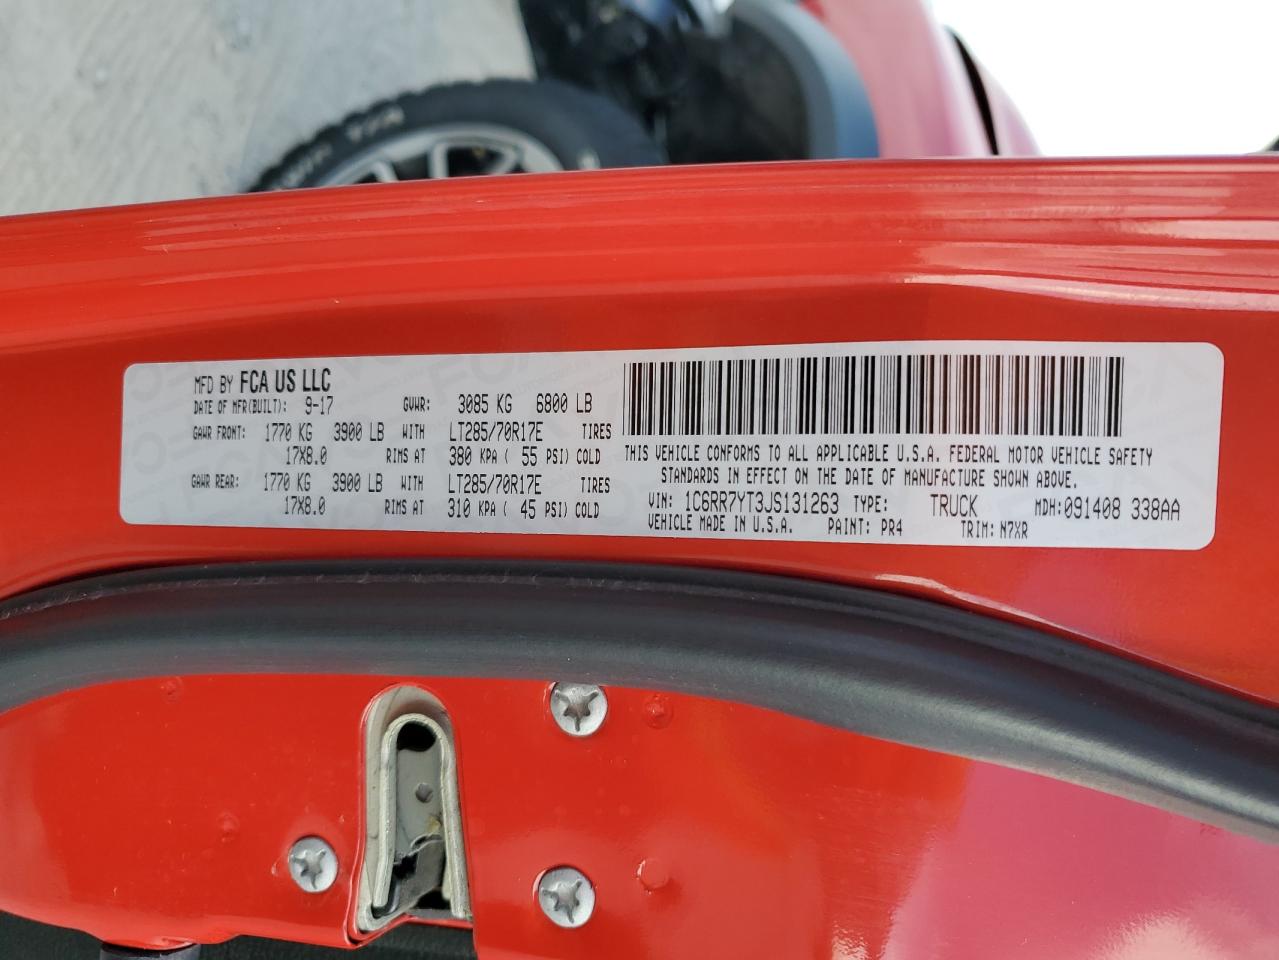 MFD BY FCA US LLC
DATE OF MFR(BUILT): 9-17 GVWR: 3085 KG 6800 LB
GAWR FRONT: 1770 KG 3900 LB WITH LT285/70R17E TIRES
17X8.0 RIMS AT 380 KPA ( 55 PSI) COLD
GAWR REAR: 1770 KG 3900 LB WITH LT285/70R17E TIRES
17X8.0 RIMS AT 310 KPA ( 45 PSI) COLD
THIS VEHICLE CONFORMS TO ALL APPLICABLE U.S.A. FEDERAL MOTOR VEHICLE SAFETY
STANDARDS IN EFFECT ON THE DATE OF MANUFACTURE SHOWN ABOVE.
VIN: 1C6RR7YT3JS131263 TYPE: TRUCK MDH:091408 338AA
VEHICLE MADE IN U.S.A. PAINT: PR4 TRIM: N7XR